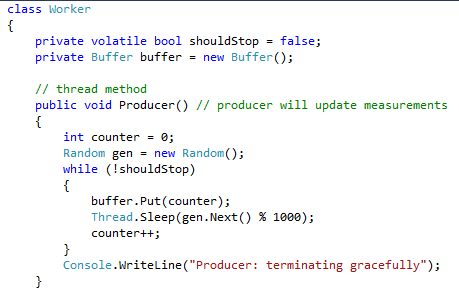 class Worker
{
    private volatile bool shouldStop = false;
    private Buffer buffer = new Buffer();

    // thread method
    public void Producer() // producer will update measurements
    {
        int counter = 0;
        Random gen = new Random();
        while (!shouldStop)
        {
            buffer.Put(counter);
            Thread.Sleep(gen.Next() % 1000);
            counter++;
        }
        Console.WriteLine("Producer: terminating gracefully");
    }